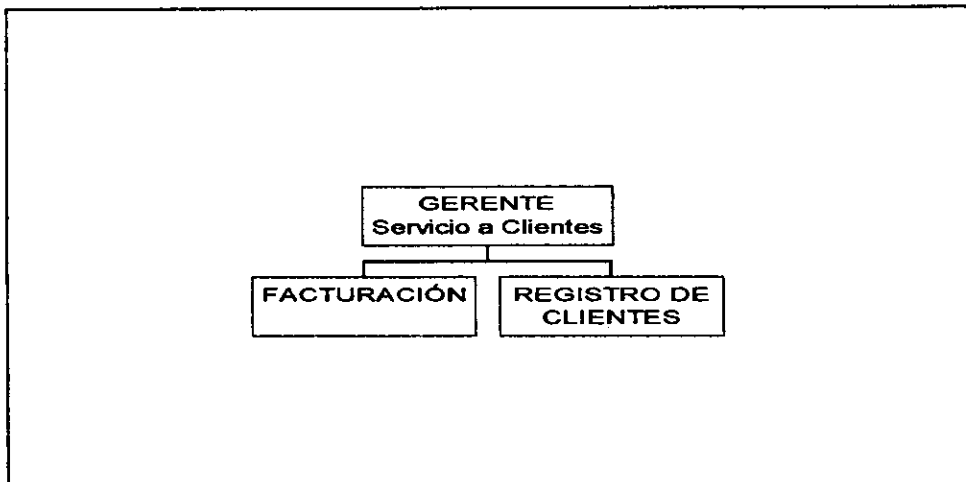 GERENTE
Servicio a Clientes
FACTURACIÓN
REGISTRO DE
CLIENTES